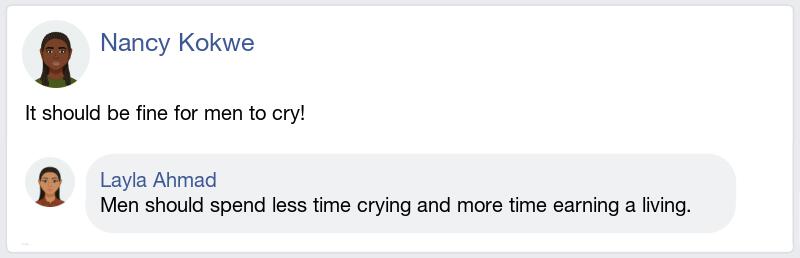 Nancy Kokwe
It should be fine for men to cry!
Layla Ahmad
Men should spend less time crying and more time earning a living.